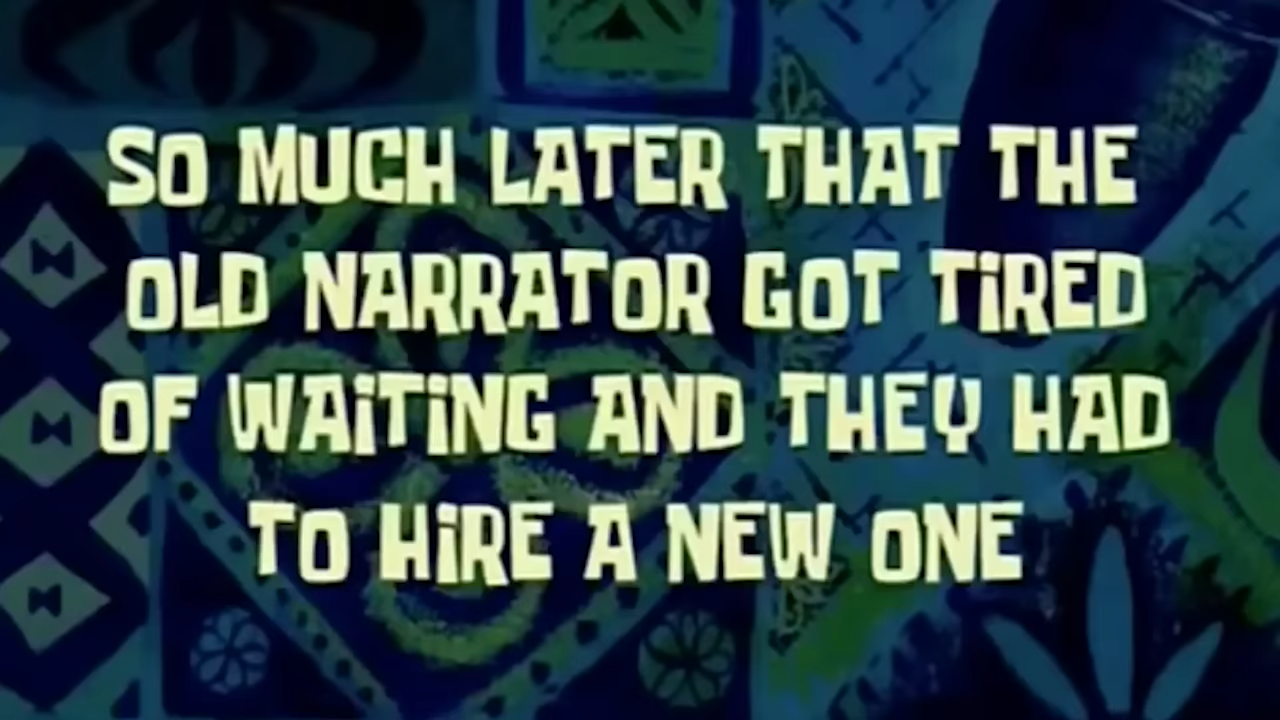 SO MUCH LATER THAT THE
OLD NARRATOR GOT TiRED
OF WAiTiNG AND THEY HAD
TO HiRE A NEW ONE